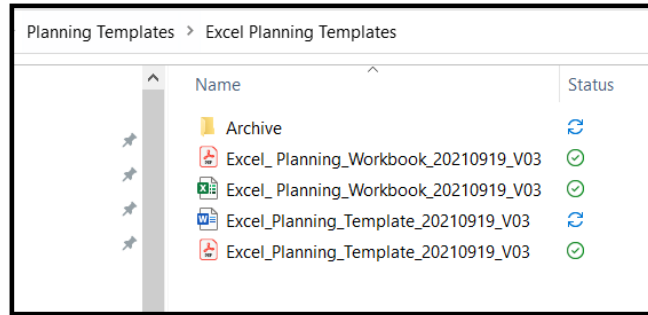 Planning Templates > Excel Planning Templates
Name Status
Archive
Excel_ Planning_Workbook_20210919_V03
Excel_ Planning_Workbook_20210919_V03
Excel_Planning_Template_20210919_V03
Excel_Planning_Template_20210919_V03